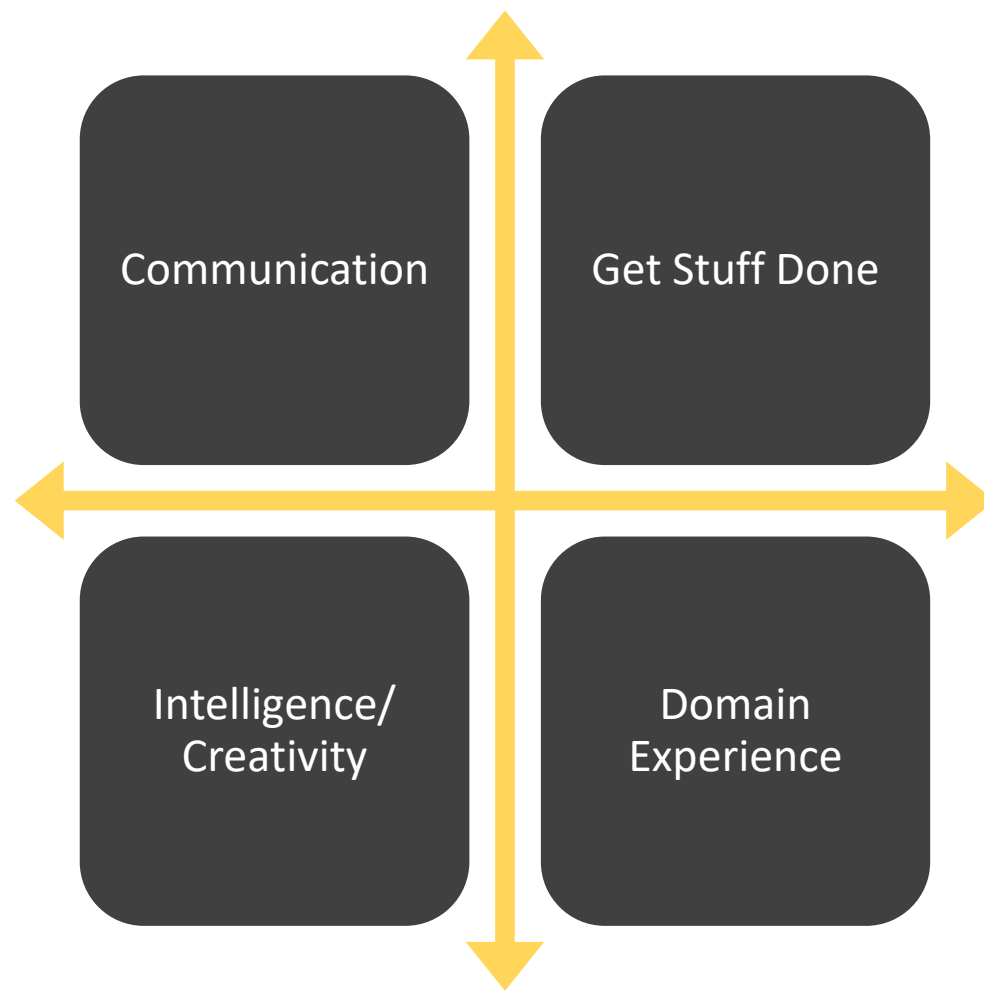 Communication
Get Stuff Done
Intelligence/
Creativity
Domain
Experience